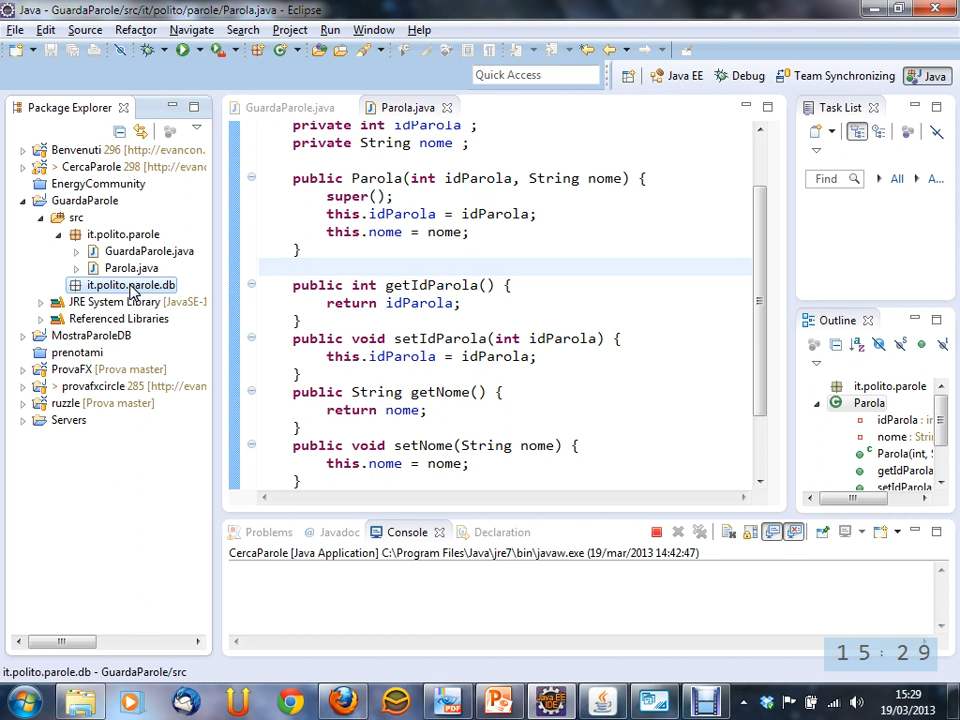 Java - GuardaParole/src/it/polito/parole/Parola.java - Eclipse
File Edit Source Refactor Navigate Search Project Run Window Help
Quick Access
Java EE Debug Team Synchronizing Java
Package Explorer
Benvenuti 296 [http://evancon.
> CercaParole 298 [http://evanc
EnergyCommunity
GuardaParole
src
it.polito.parole
GuardaParole.java
Parola.java
it.polito.parole.db
JRE System Library [JavaSE-1
Referenced Libraries
MostraParoleDB
prenotami
ProvaFX [Prova master]
> provafxcircle 285 [http://evan
ruzzle [Prova master]
Servers
GuardaParole.java Parola.java
private int idParola ;
private String nome ;
public Parola(int idParola, String nome) {
super();
this.idParola = idParola;
this.nome = nome;
}
public int getIdParola() {
return idParola;
}
public void setIdParola(int idParola) {
this.idParola = idParola;
}
public String getNome() {
return nome;
}
public void setNome(String nome) {
this.nome = nome;
}
Task List
Find All A...
Outline
it.polito.parole
Parola
idParola : in
nome : Strin
Parola(int, S
getIdParola
setIdParola
Problems @ Javadoc Console Declaration
CercaParole [Java Application] C:\Program Files\Java\jre7\bin\javaw.exe (19/mar/2013 14:42:47)
15:29
it.polito.parole.db - GuardaParole/src
15:29
19/03/2013